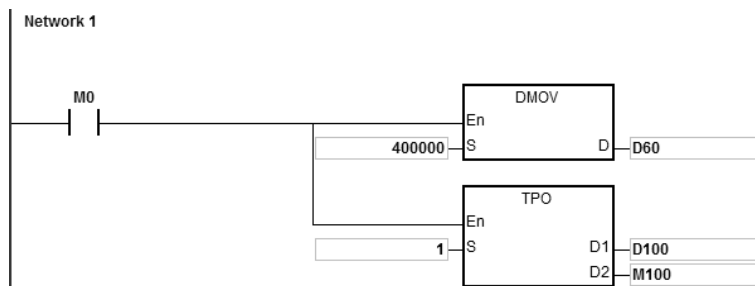 Network 1
M0
DMOV
En
400000 S D D60
TPO
En
1 S D1 D100
D2 M100